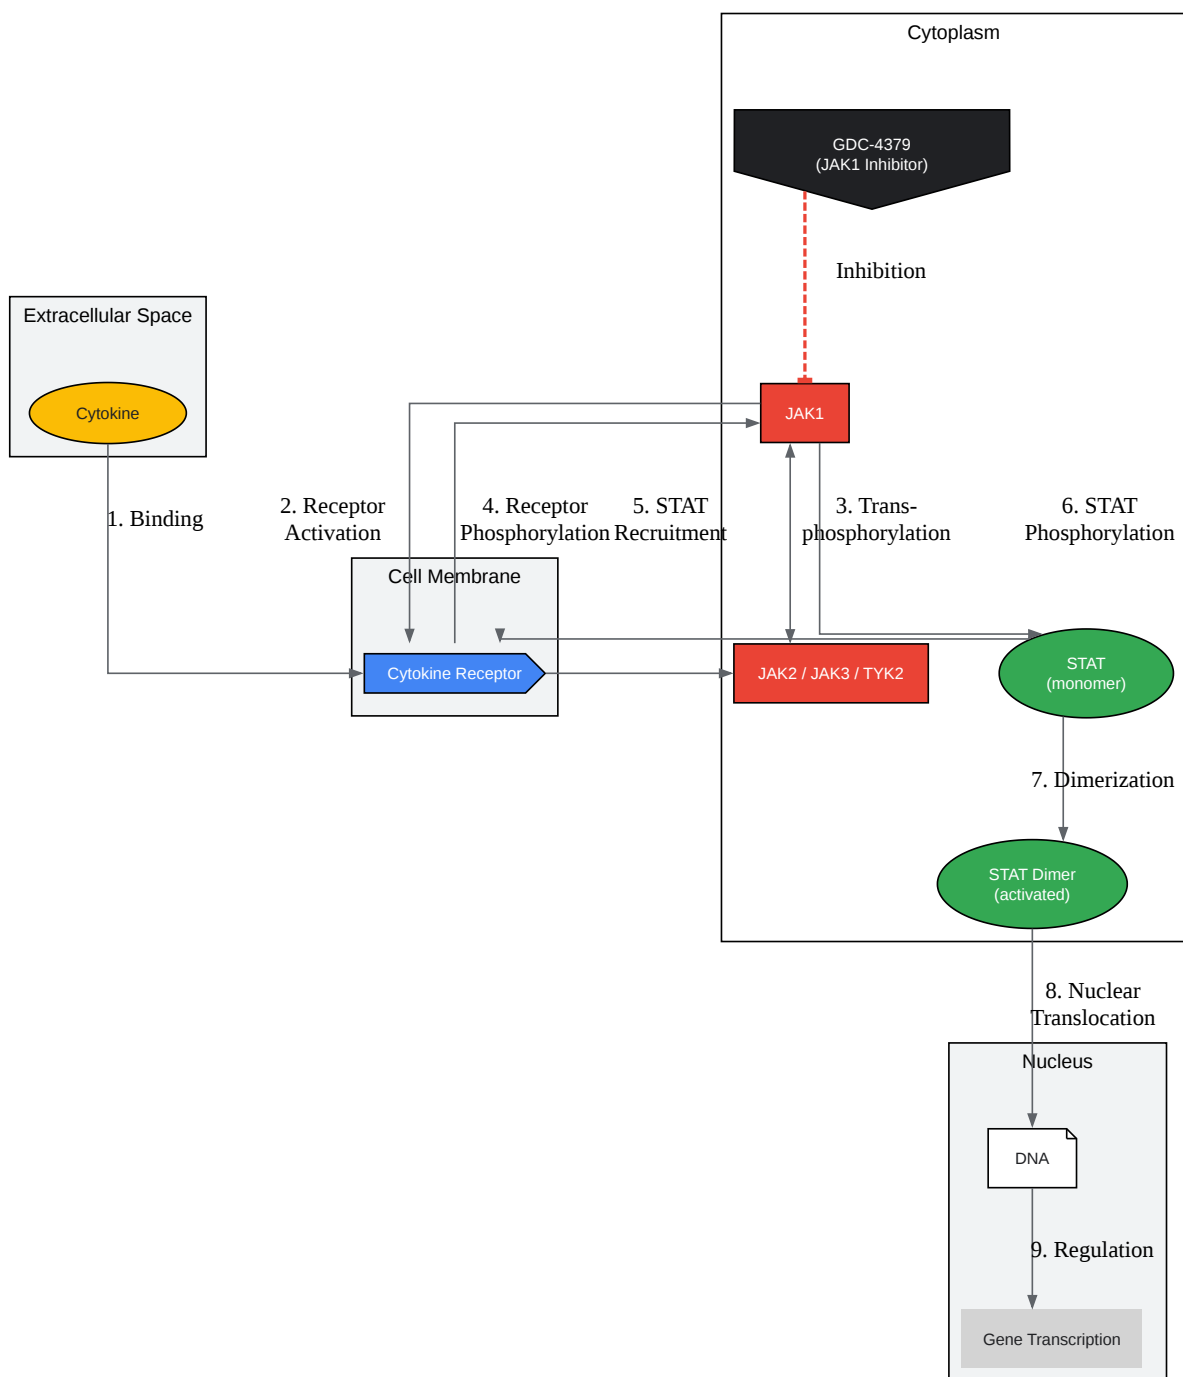 Cytoplasm
GDC-4379
(JAK1 Inhibitor)
Inhibition
Extracellular Space
Cytokine
JAK1
1. Binding
2. Receptor
Activation
4. Receptor
Phosphorylation
5. STAT
Recruitment
3. Trans-
phosphorylation
6. STAT
Phosphorylation
Cell Membrane
Cytokine Receptor
JAK2 / JAK3 / TYK2
STAT
(monomer)
7. Dimerization
STAT Dimer
(activated)
8. Nuclear
Translocation
Nucleus
DNA
9. Regulation
Gene Transcription